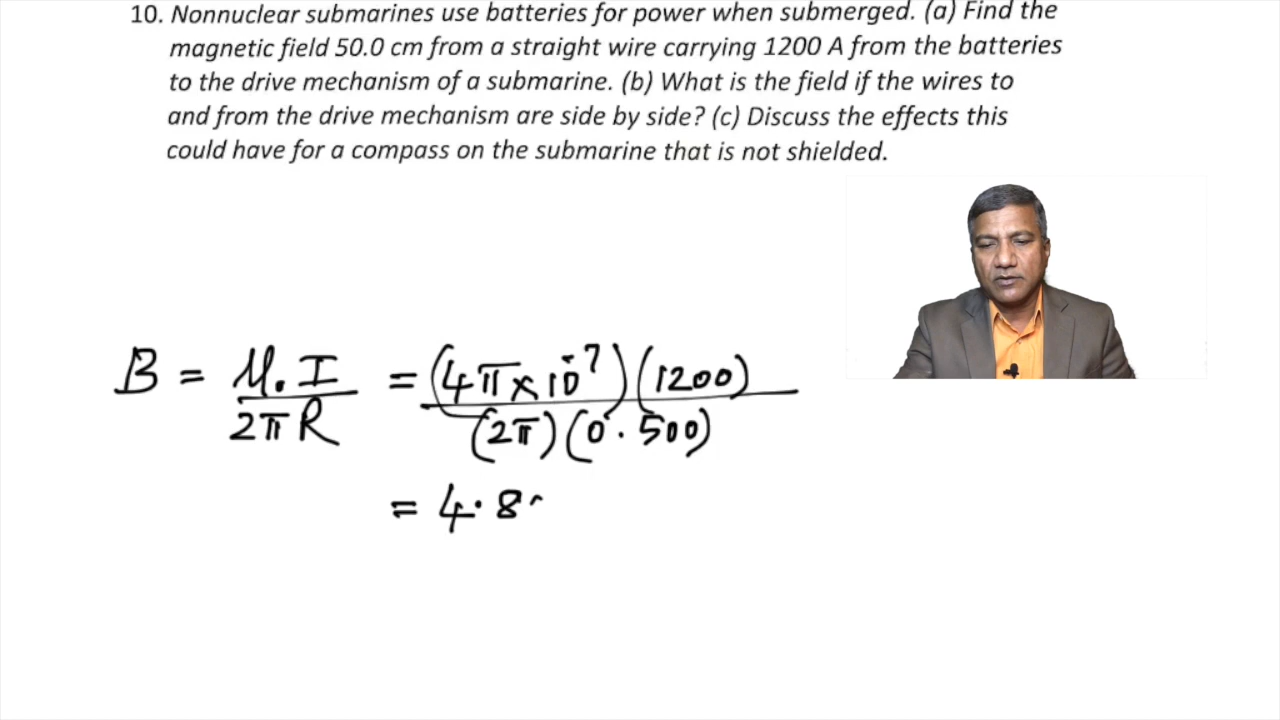 10. Nonnuclear submarines use batteries for power when submerged. (a) Find the
magnetic field 50.0 cm from a straight wire carrying 1200 A from the batteries
to the drive mechanism of a submarine. (b) What is the field if the wires to
and from the drive mechanism are side by side? (c) Discuss the effects this
could have for a compass on the submarine that is not shielded.
B = μ₀I / 2πR = (4π×10⁻⁷)(1200) / (2π)(0.500)
= 4.8